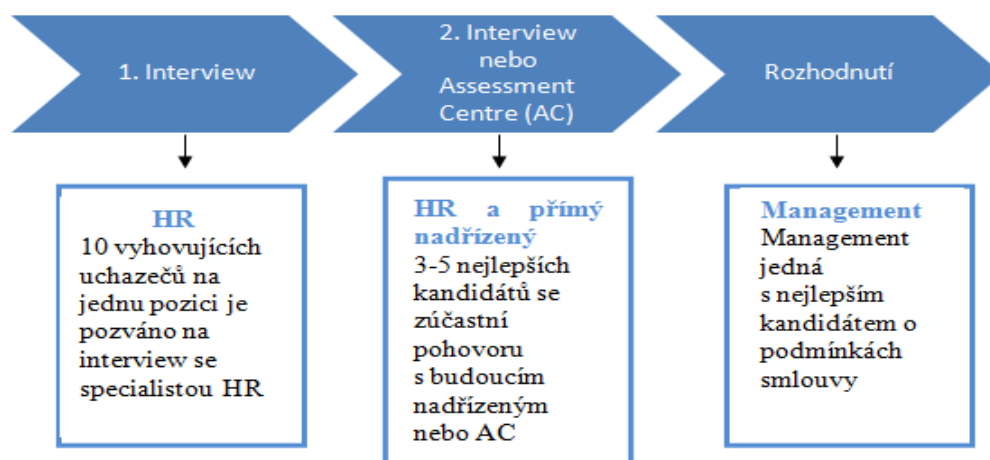 1. Interview
2. Interview
nebo
Assessment
Centre (AC)
Rozhodnutí
HR
10 vyhovujících
uchazečů na
jednu pozici je
pozváno na
interview se
specialistou HR
HR a přímý
nadřízený
3-5 nejlepších
kandidátů se
zúčastní
pohovoru
s budoucím
nadřízeným
nebo AC
Management
Management
jedná
s nejlepším
kandidátem o
podmínkách
smlouvy